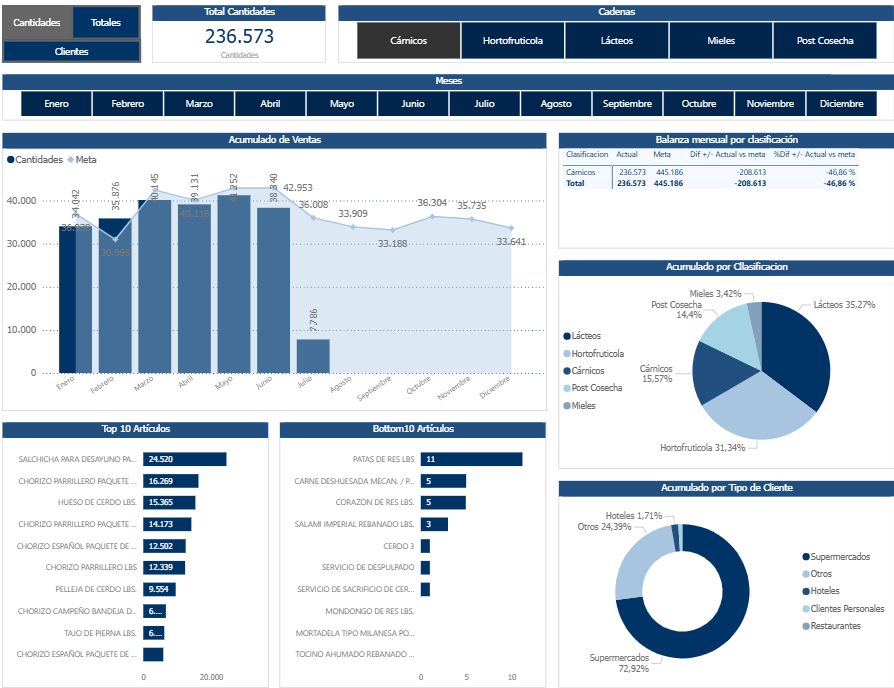 Cantidades Totales
Clientes
Total Cantidades
236.573
Cantidades
Cadenas
Cárnicos Hortofruticola Lácteos Mieles Post Cosecha
Meses
Enero Febrero Marzo Abril Mayo Junio Julio Agosto Septiembre Octubre Noviembre Diciembre
Acumulado de Ventas
Cantidades Meta
40.000
30.000
20.000
10.000
0
34.042 35.876 39.131 42.953
30.995 40.118 7.786 36.008 33.909 33.188 36.304 35.735 33.641
Enero Febrero Marzo Abril Mayo Junio Julio Agosto Septiembre Octubre Noviembre Diciembre
Balanza mensual por clasificación
Clasificacion Actual Meta Dif +/- Actual vs meta %Dif +/- Actual vs meta
Cárnicos 236.573 445.186 -208.613 -46,86 %
Total 236.573 445.186 -208.613 -46,86 %
Acumulado por Cllasificacion
Lácteos
Hortofruticola
Cárnicos
Post Cosecha
Mieles
Mieles 3,42%
Post Cosecha
14,4%
Cárnicos
15,57%
Lácteos 35,27%
Hortofruticola 31,34%
Top 10 Artículos
SALCHICHA PARA DESAYUNO PA... 24.520
CHORIZO PARRILLERO PAQUETE ... 16.269
HUESO DE CERDO LBS. 15.365
CHORIZO PARRILLERO PAQUETE ... 14.173
CHORIZO ESPAÑOL PAQUETE DE ... 12.502
CHORIZO PARRILLERO LBS 12.339
PELLEJA DE CERDO LBS. 9.554
CHORIZO CAMPEÑO BANDEJA D... 6....
TAJO DE PIERNA LBS. 6....
CHORIZO ESPAÑOL PAQUETE DE ...
0 20.000
Bottom10 Artículos
PATAS DE RES LBS 11
CARNE DESHUESADA MECAN. / P... 5
CORAZON DE RES LBS. 5
SALAMI IMPERIAL REBANADO LBS. 3
CERDO 3
SERVICIO DE DESPULPADO
SERVICIO DE SACRIFICIO DE CER...
MONDONGO DE RES LBS.
MORTADELA TIPO MILANESA PO...
TOCINO AHUMADO REBANADO ...
0 5 10
Acumulado por Tipo de Cliente
Hoteles 1,71%
Otros 24,39%
Supermercados
72,92%
Supermercados
Otros
Hoteles
Clientes Personales
Restaurantes